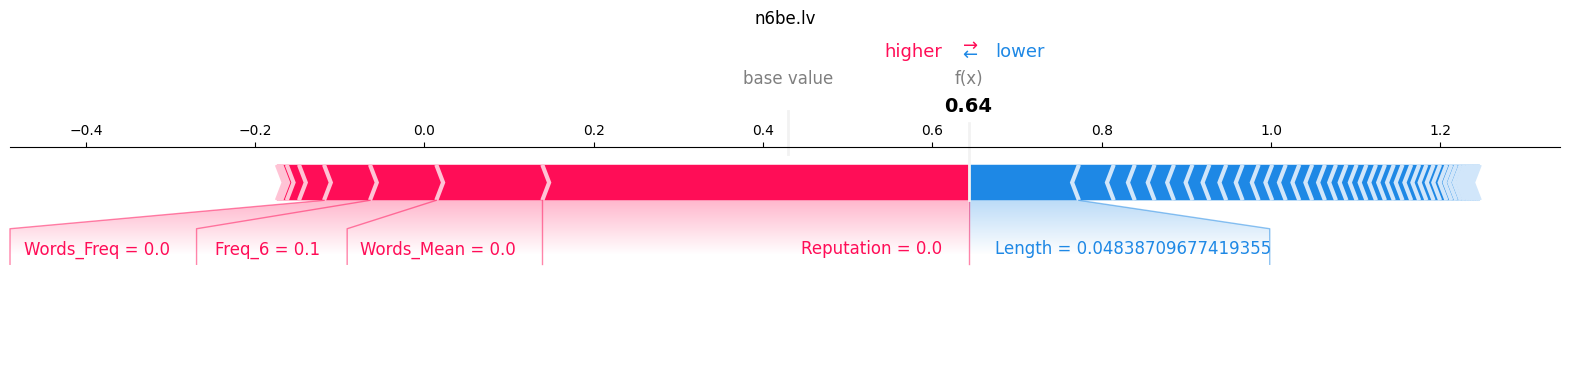 n6be.lv
higher ⇄ lower
base value f(x)
0.64
−0.4 −0.2 0.0 0.2 0.4 0.6 0.8 1.0 1.2
Words_Freq = 0.0 Freq_6 = 0.1 Words_Mean = 0.0 Reputation = 0.0 Length = 0.04838709677419355